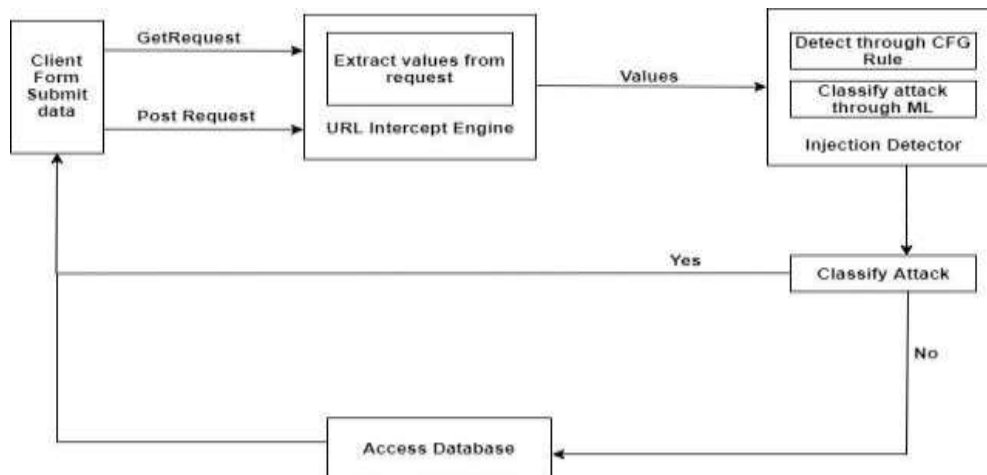 Client
Form
Submit
data
GetRequest
Post Request
Extract values from
request
URL Intercept Engine
Values
Detect through CFG
Rule
Classify attack
through ML
Injection Detector
Classify Attack
Yes
No
Access Database